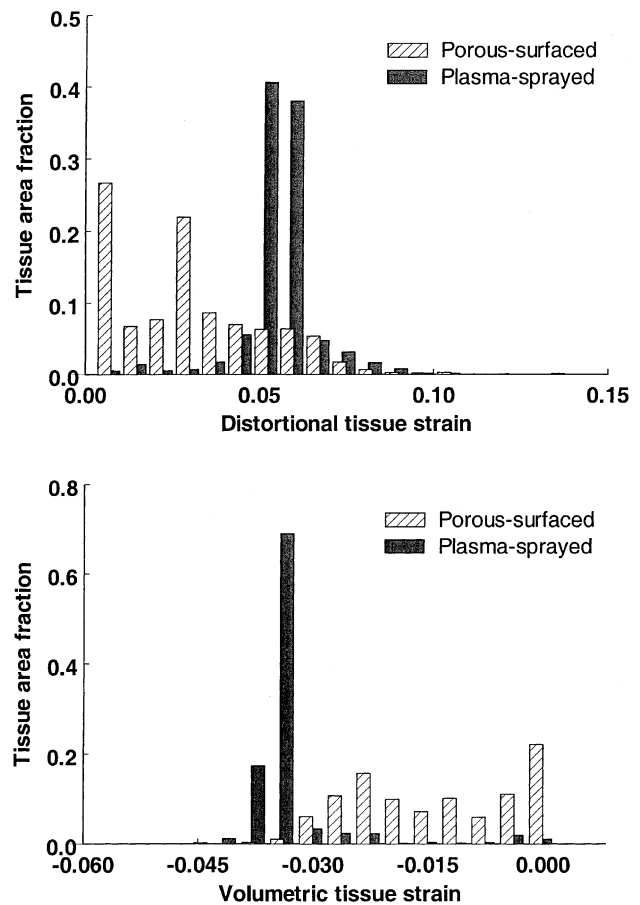 0.5
0.4
0.3
0.2
0.1
0.0
Tissue area fraction
Porous-surfaced
Plasma-sprayed
0.00 0.05 0.10 0.15
Distortional tissue strain
0.8
0.6
0.4
0.2
0.0
Tissue area fraction
Porous-surfaced
Plasma-sprayed
-0.060 -0.045 -0.030 -0.015 0.000
Volumetric tissue strain